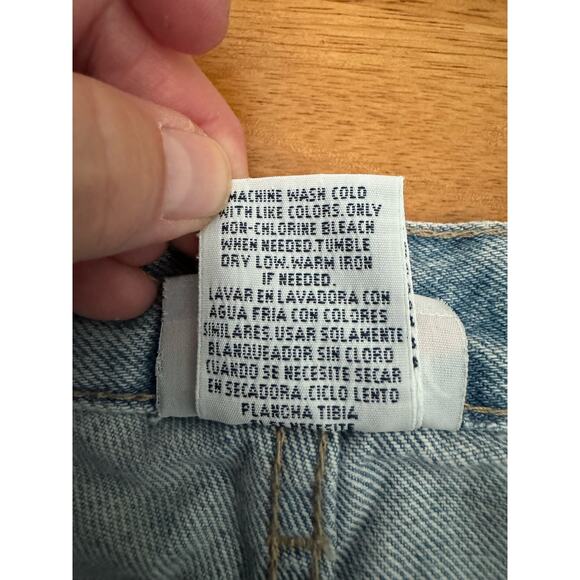 MACHINE WASH COLD
WITH LIKE COLORS.ONLY
NON-CHLORINE BLEACH
WHEN NEEDED.TUMBLE
DRY LOW.WARM IRON
IF NEEDED.
LAVAR EN LAVADORA CON
AGUA FRIA CON COLORES
SIMILARES.USAR SOLAMENTE
BLANQUEADOR SIN CLORO
CUANDO SE NECESITE SECAR
EN SECADORA.CICLO LENTO
PLANCHA TIBIA